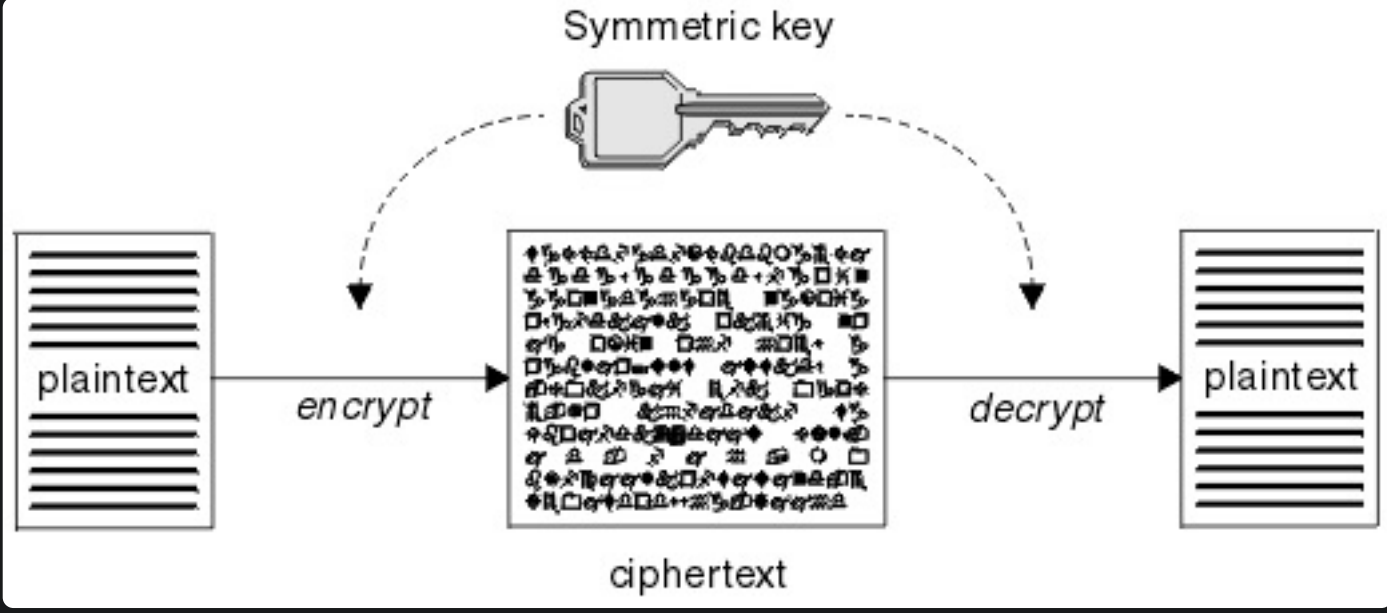 Symmetric key
plaintext
encrypt
decrypt
plaintext
ciphertext